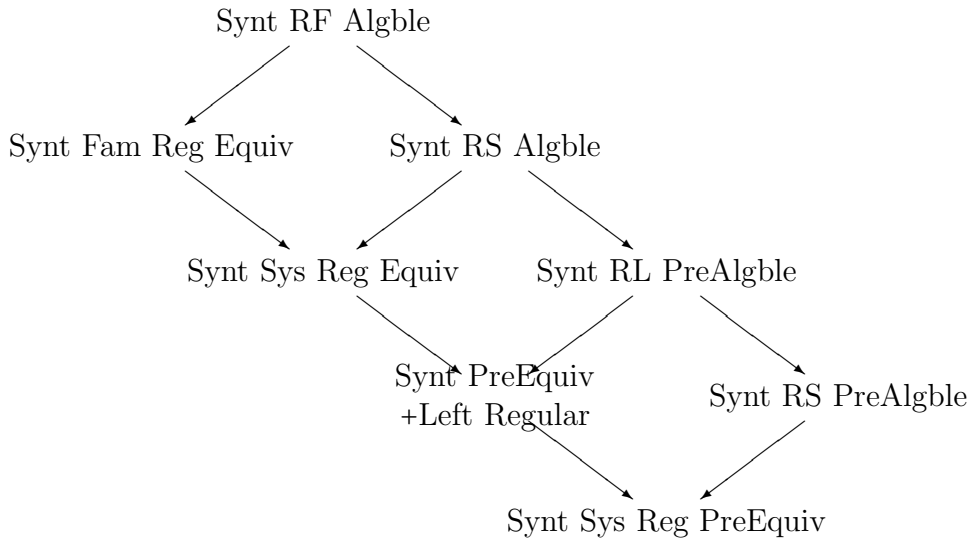 Synt RF Algble
Synt Fam Reg Equiv
Synt RS Algble
Synt Sys Reg Equiv
Synt RL PreAlgble
Synt PreEquiv
+Left Regular
Synt RS PreAlgble
Synt Sys Reg PreEquiv